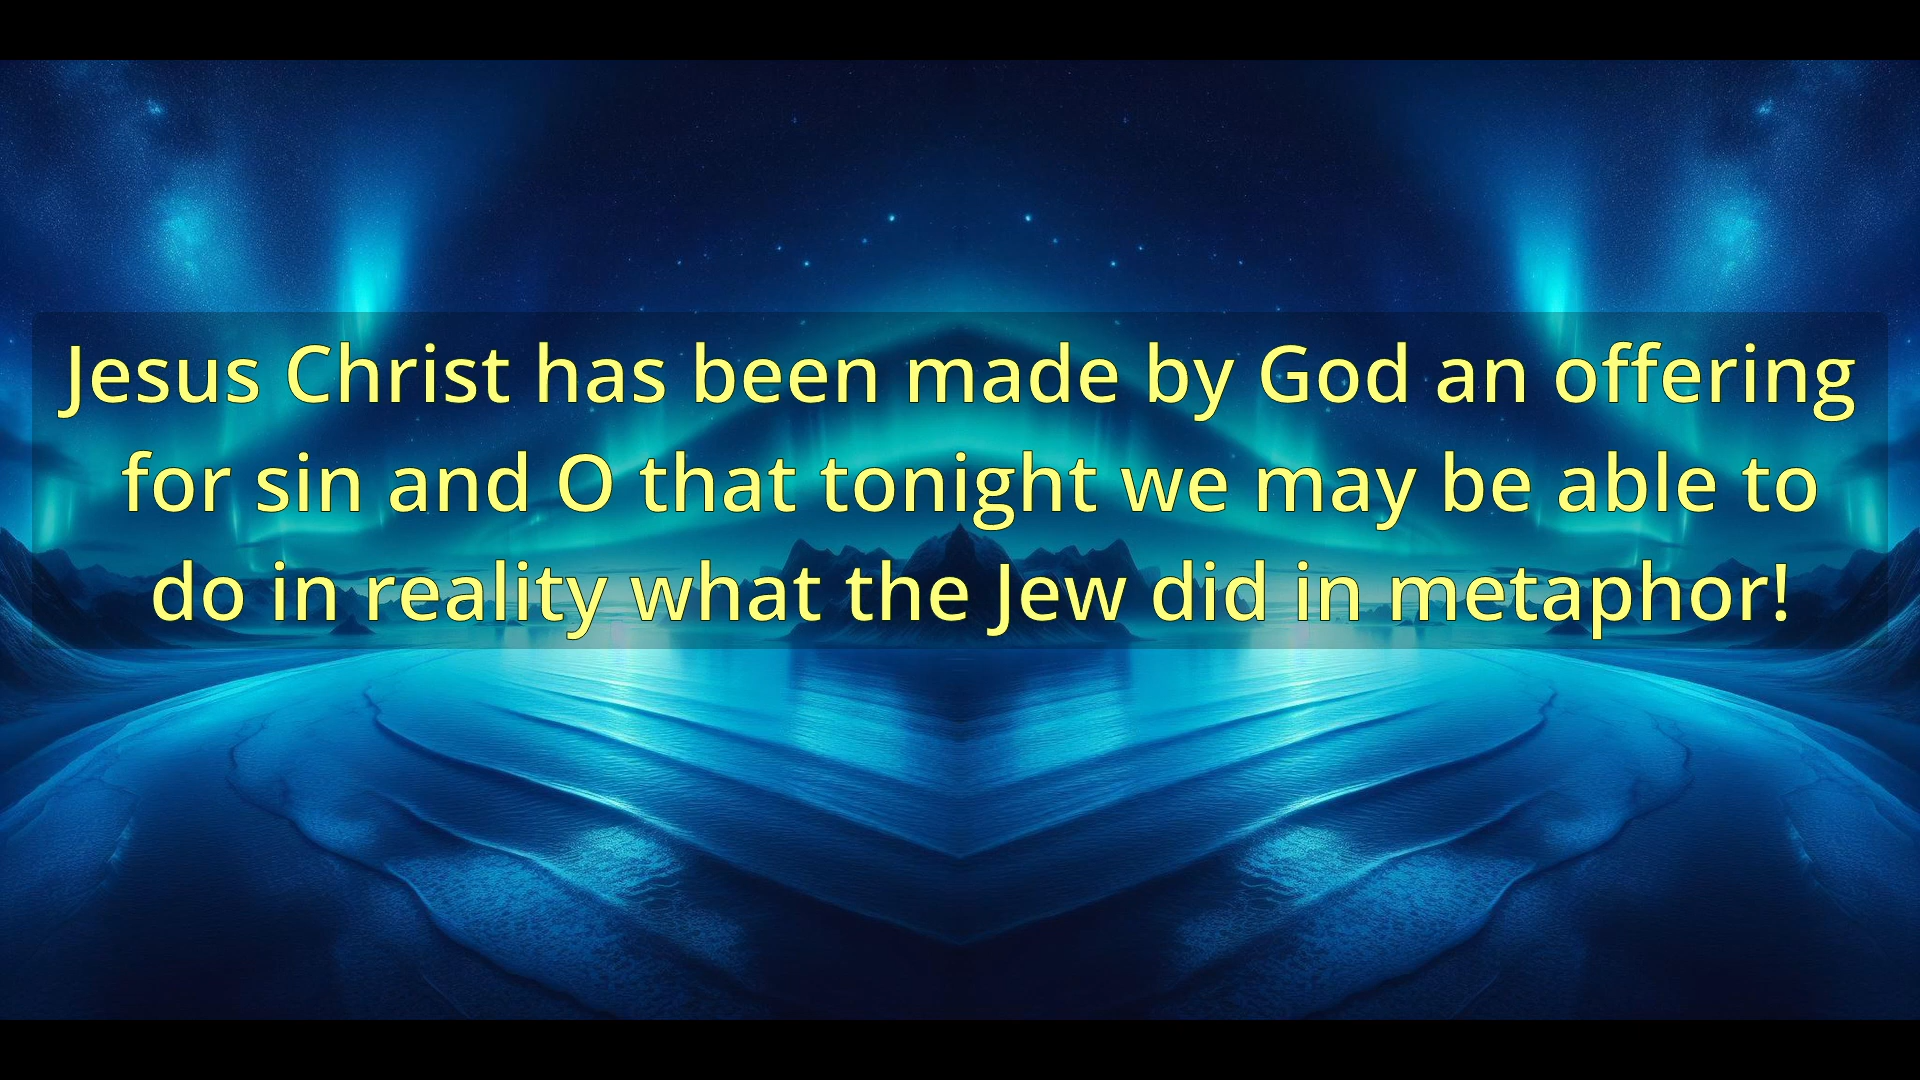 Jesus Christ has been made by God an offering
for sin and O that tonight we may be able to
do in reality what the Jew did in metaphor!